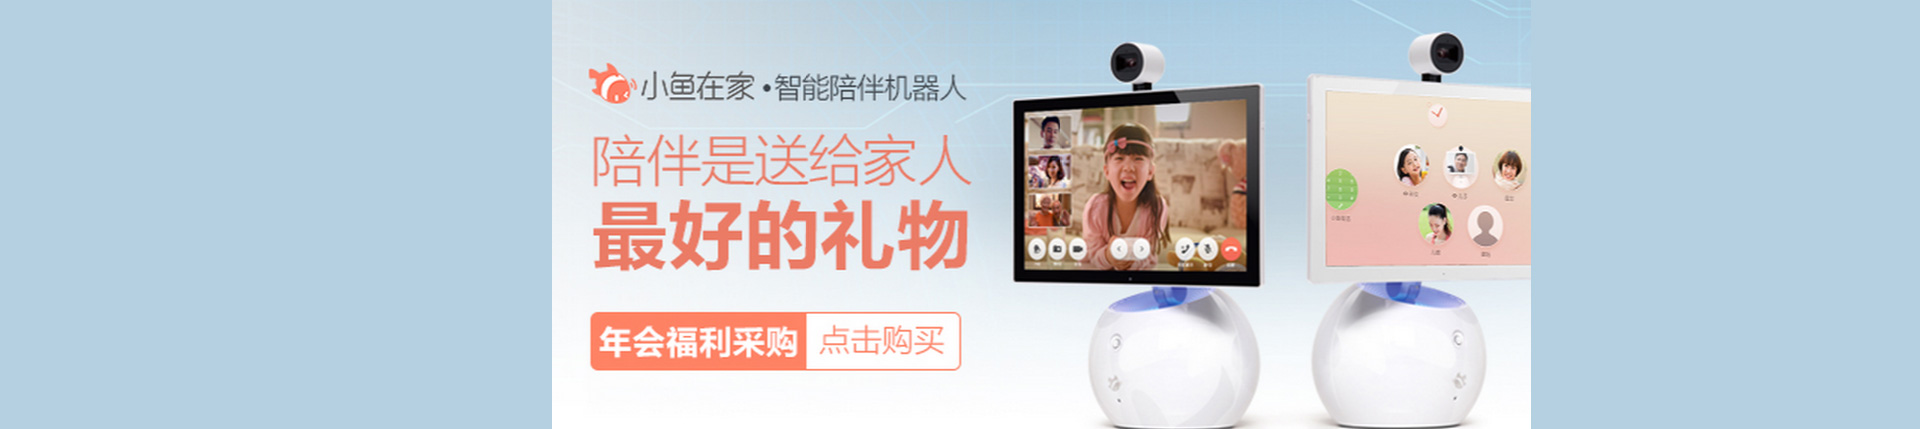 小鱼在家·智能陪伴机器人
陪伴是送给家人
最好的礼物
年会福利采购 点击购买